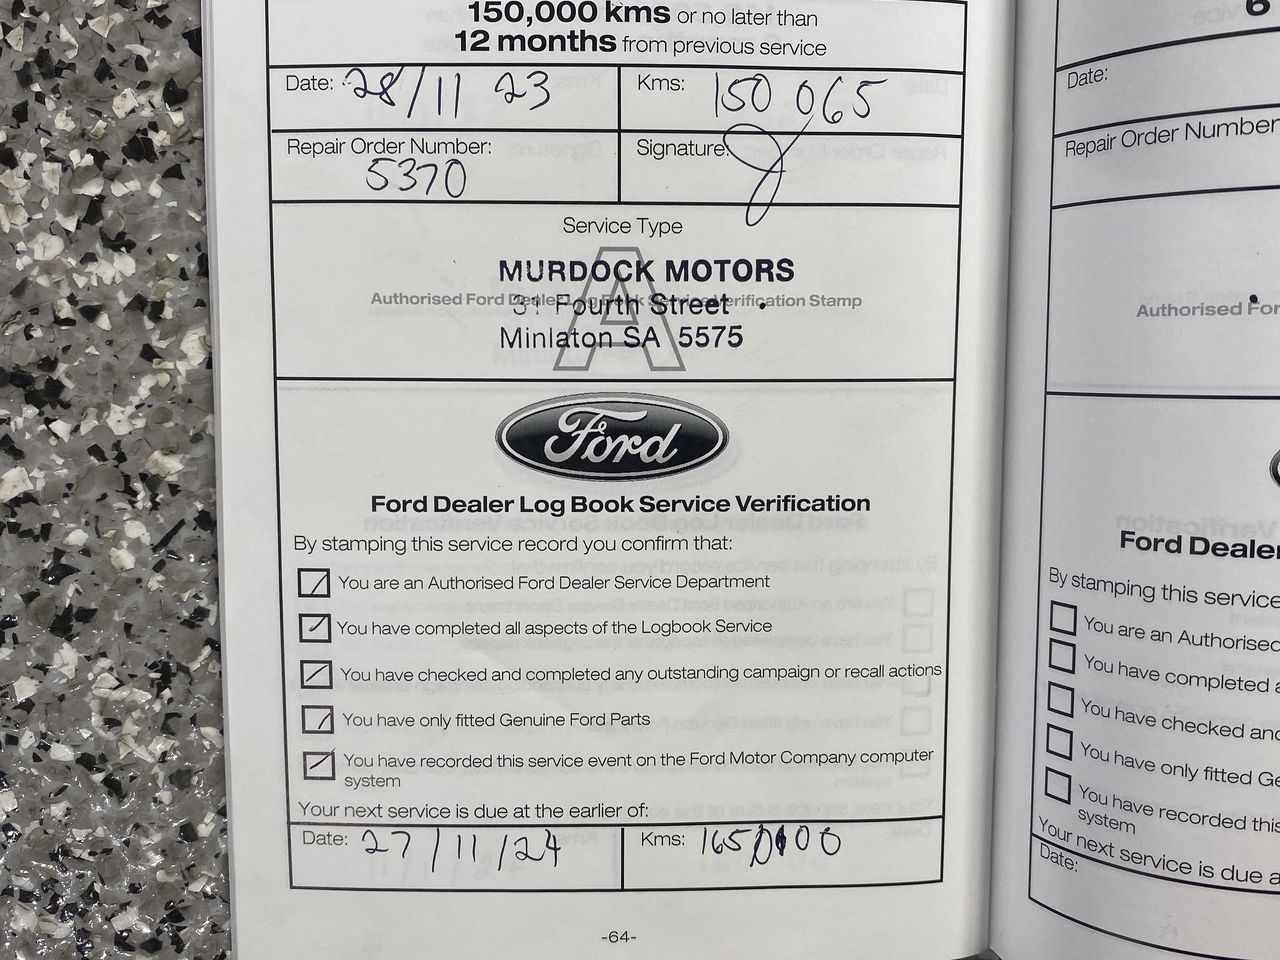 150,000 kms or no later than
12 months from previous service
Date: 28/11 23
Kms: 150 065
Repair Order Number:
5370
Signature:
Service Type
A
MURDOCK MOTORS
Authorised Ford Dealer Log Book Service Verification Stamp
31 Fourth Street
Minlaton SA 5575
Ford
Ford Dealer Log Book Service Verification
By stamping this service record you confirm that:
You are an Authorised Ford Dealer Service Department
You have completed all aspects of the Logbook Service
You have checked and completed any outstanding campaign or recall actions
You have only fitted Genuine Ford Parts
You have recorded this service event on the Ford Motor Company computer
system
Your next service is due at the earlier of:
Date: 27/11/24
Kms:
-64-
6
Date:
Repair Order Number
Authorised For
Ford Dealer
By stamping this service
You are an Authorised
You have completed a
You have checked and
You have only fitted Ge
You have recorded this
system
Your next service is due a
Date: